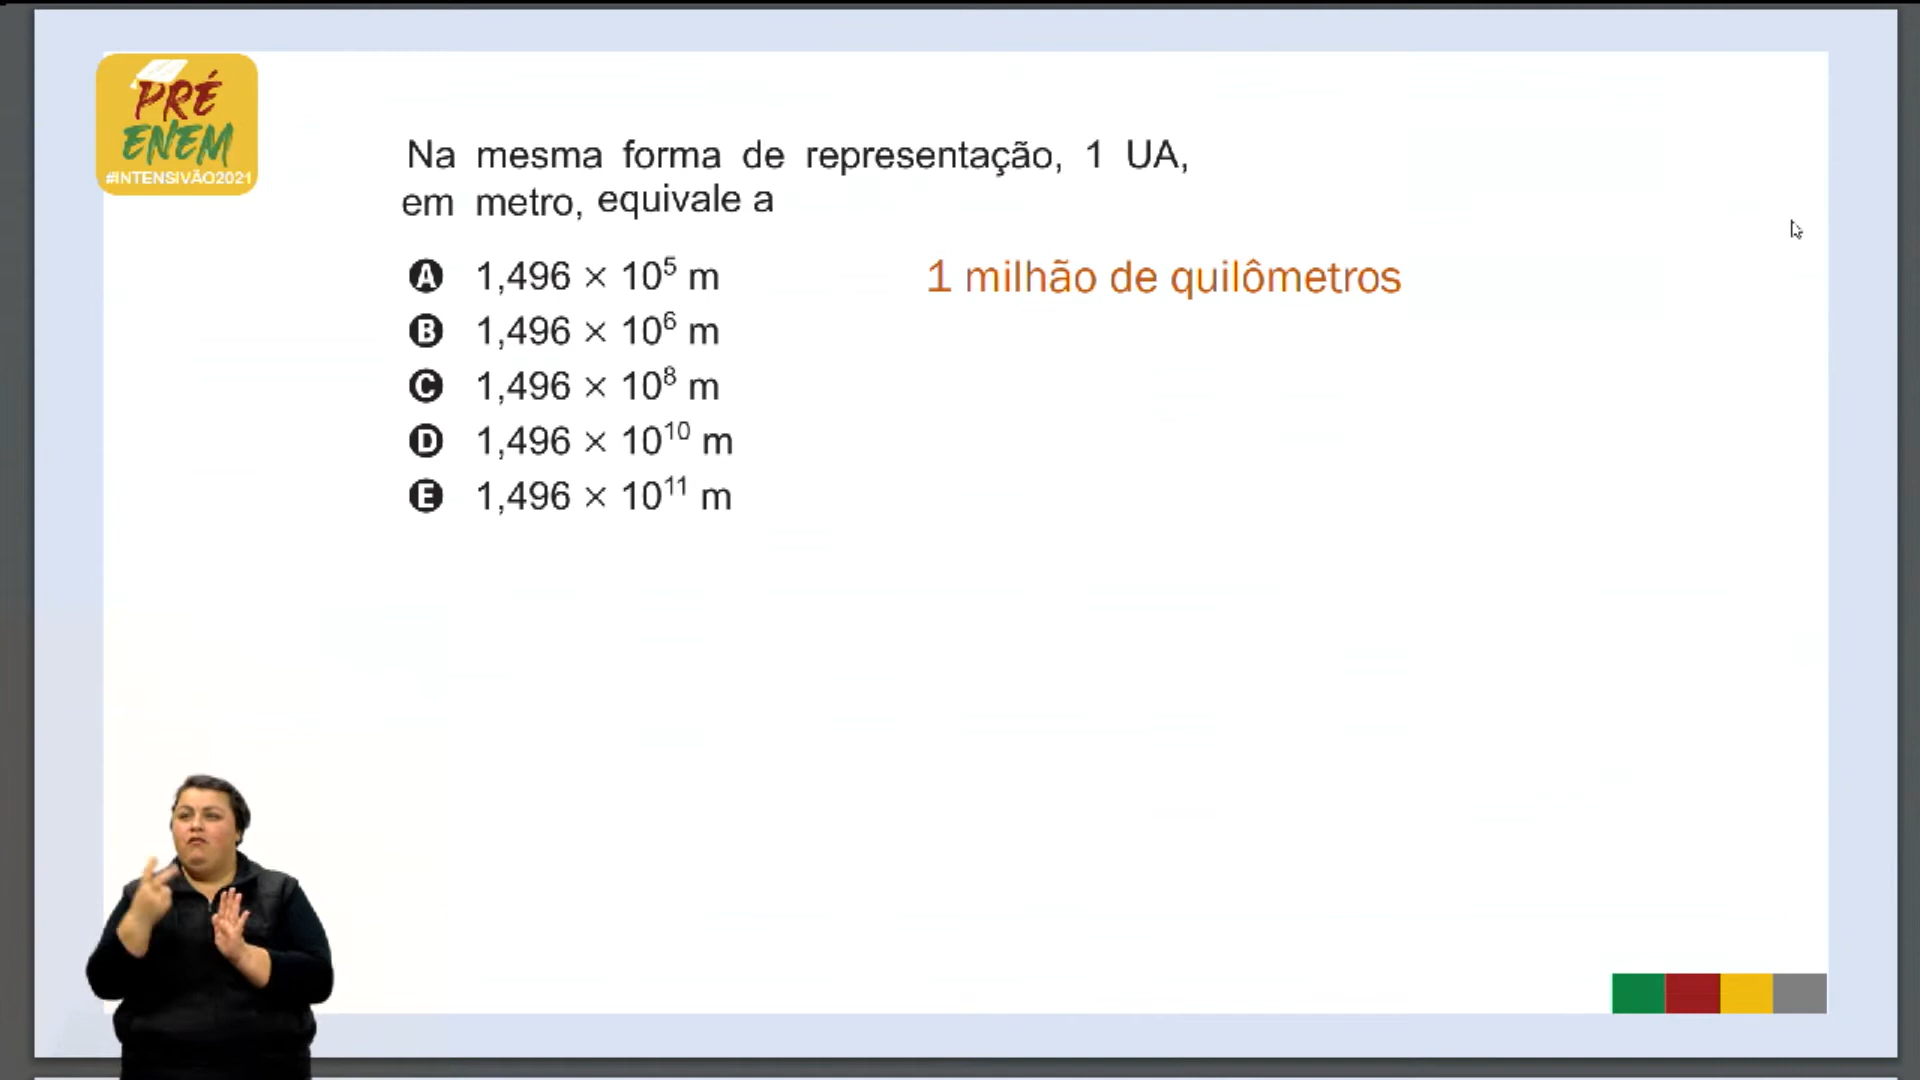 PRÉ
ENEM
#INTENSIVÃO2021
Na mesma forma de representação, 1 UA,
em metro, equivale a
A 1,496 × 10⁵ m
1 milhão de quilômetros
B 1,496 × 10⁶ m
C 1,496 × 10⁸ m
D 1,496 × 10¹⁰ m
E 1,496 × 10¹¹ m